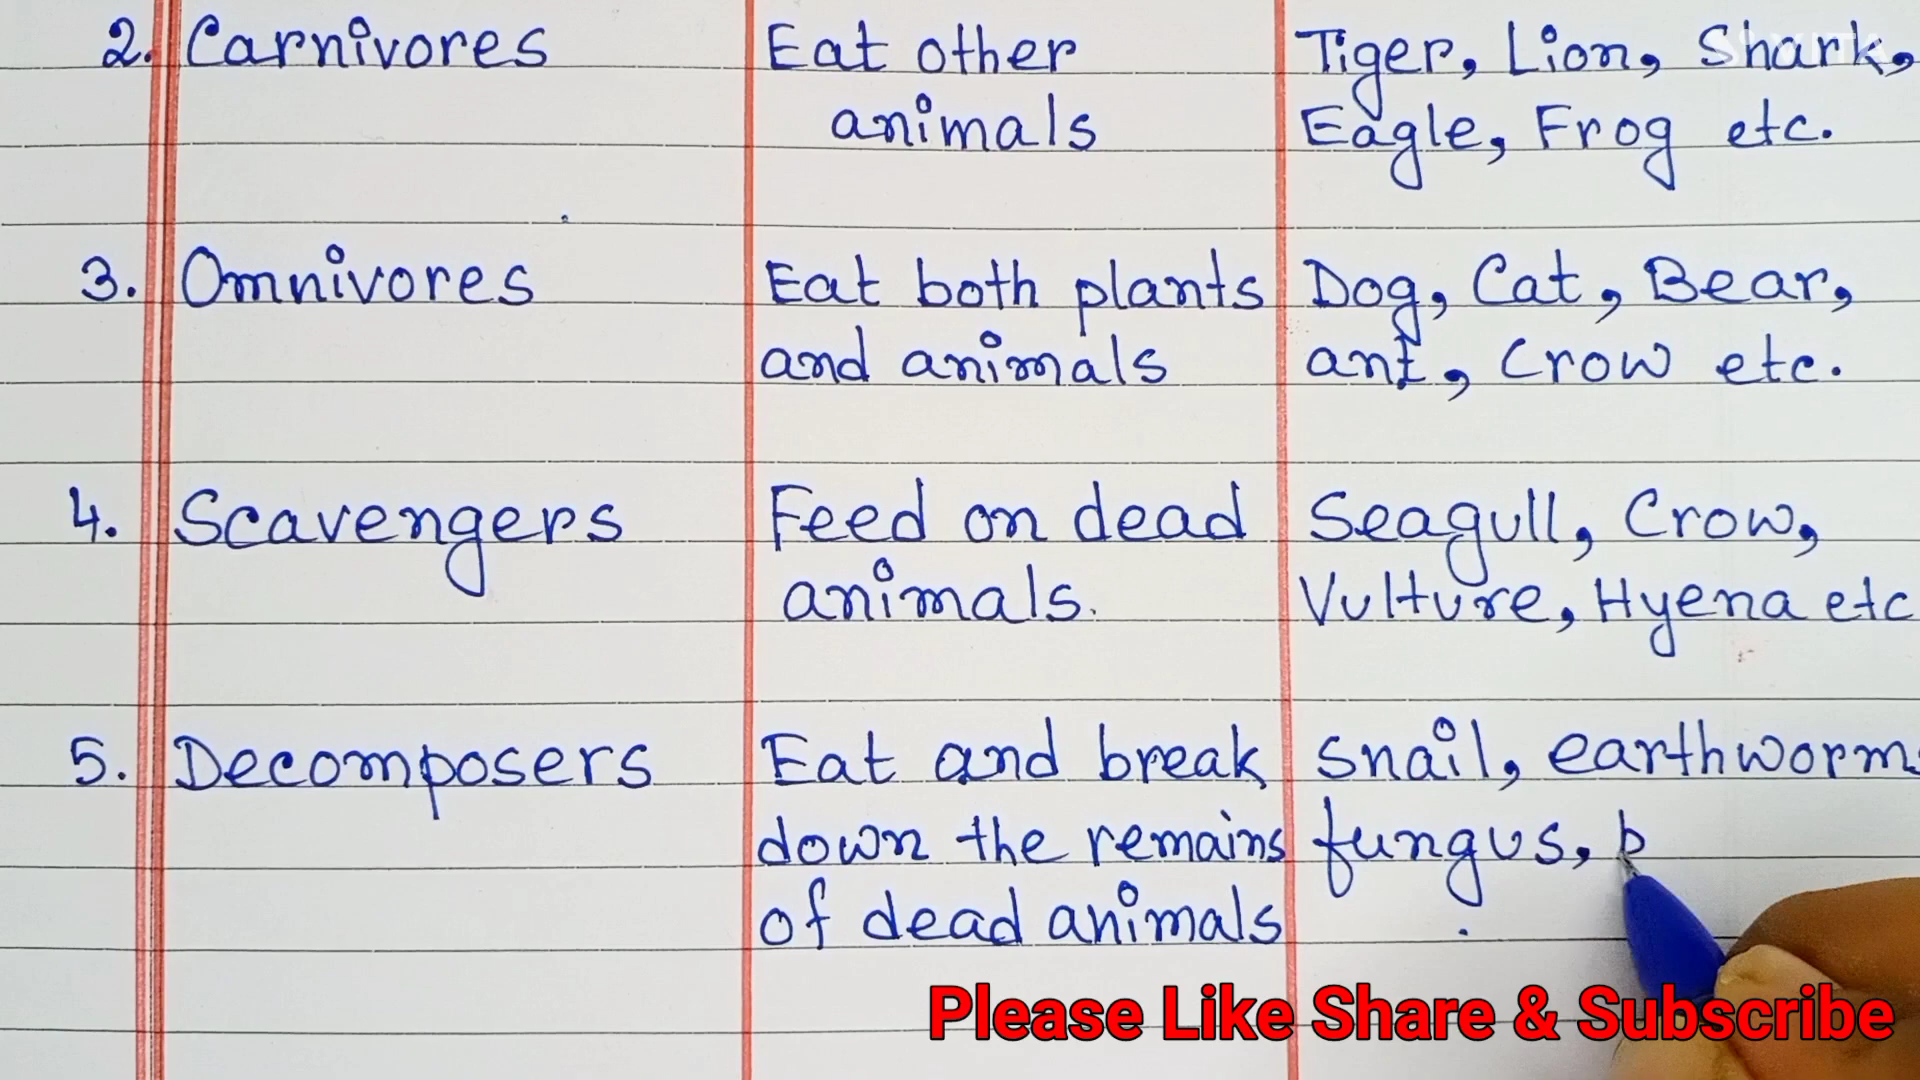 2. Carnivores Eat other Tiger, Lion, Shark,
animals Eagle, Frog etc.
3. Omnivores Eat both plants Dog, Cat, Bear,
and animals ant, Crow etc.
4. Scavengers Feed on dead Seagull, Crow,
animals. Vulture, Hyena etc
5. Decomposers Eat and break snail, earthworm
down the remains fungus, b
of dead animals
Please Like Share & Subscribe